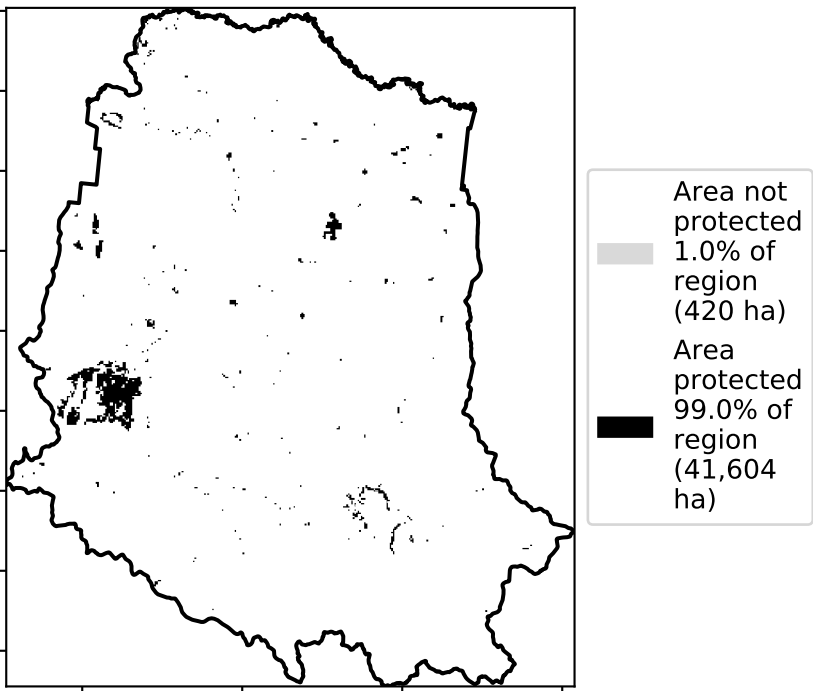 Area not
protected
1.0% of
region
(420 ha)
Area
protected
99.0% of
region
(41,604
ha)